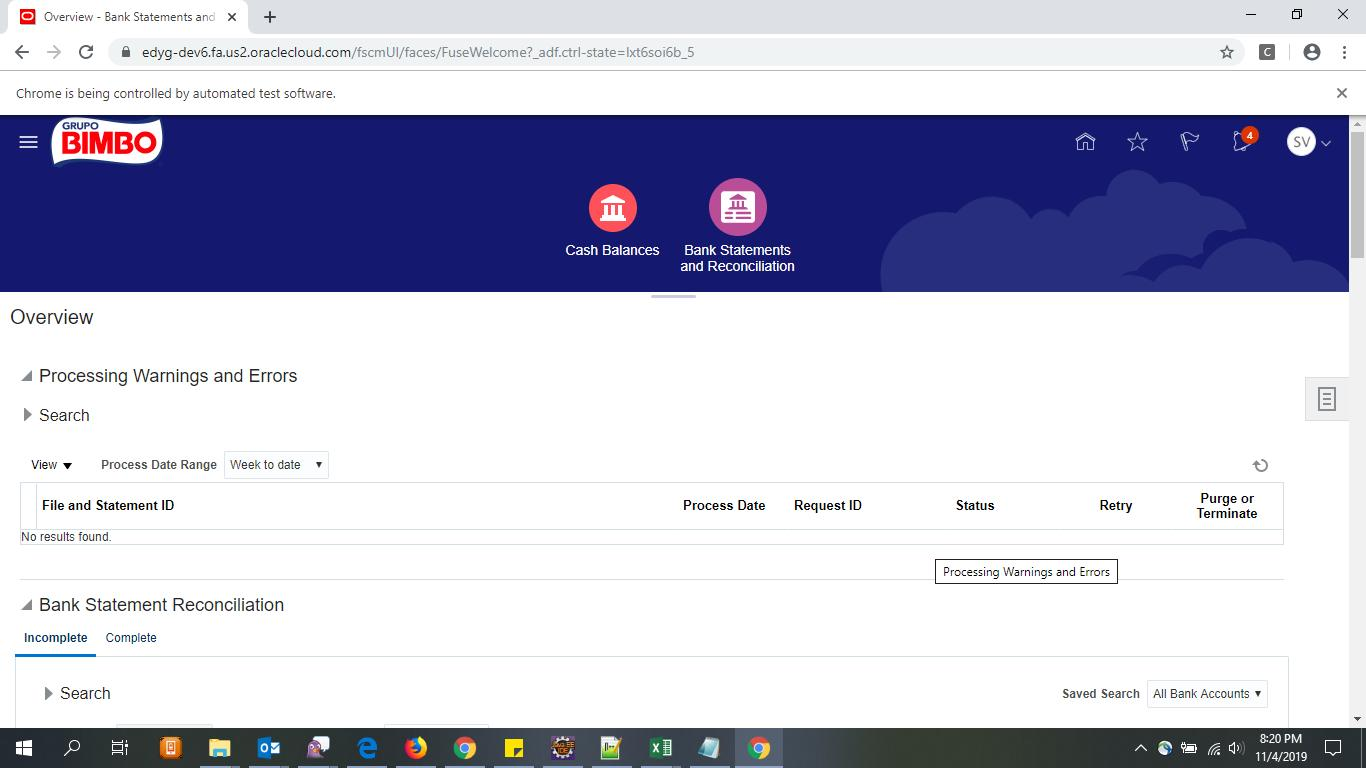 Overview - Bank Statements and
edyg-dev6.fa.us2.oraclecloud.com/fscmUI/faces/FuseWelcome?_adf.ctrl-state=lxt6soi6b_5
C
Chrome is being controlled by automated test software.
GRUPO
BIMBO
4
SV
Cash Balances
Bank Statements
and Reconciliation
Overview
Processing Warnings and Errors
Search
View
Process Date Range
Week to date
File and Statement ID
Process Date
Request ID
Status
Retry
Purge or
Terminate
No results found.
Processing Warnings and Errors
Bank Statement Reconciliation
Incomplete
Complete
Search
Saved Search
All Bank Accounts
8:20 PM
11/4/2019